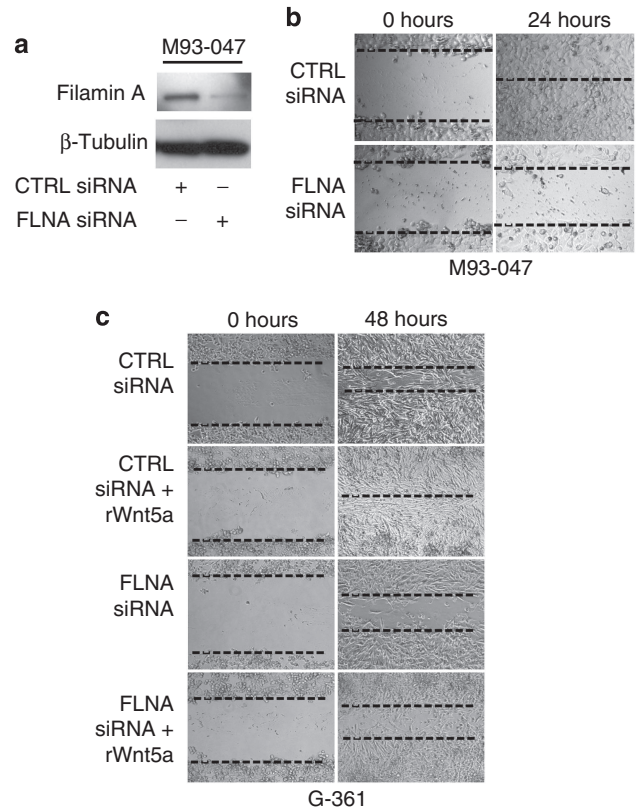 a
M93-047
Filamin A
β-Tubulin
CTRL siRNA + –
FLNA siRNA – +
b
0 hours 24 hours
CTRL
siRNA
FLNA
siRNA
M93-047
c
0 hours 48 hours
CTRL
siRNA
CTRL
siRNA +
rWnt5a
FLNA
siRNA
FLNA
siRNA +
rWnt5a
G-361